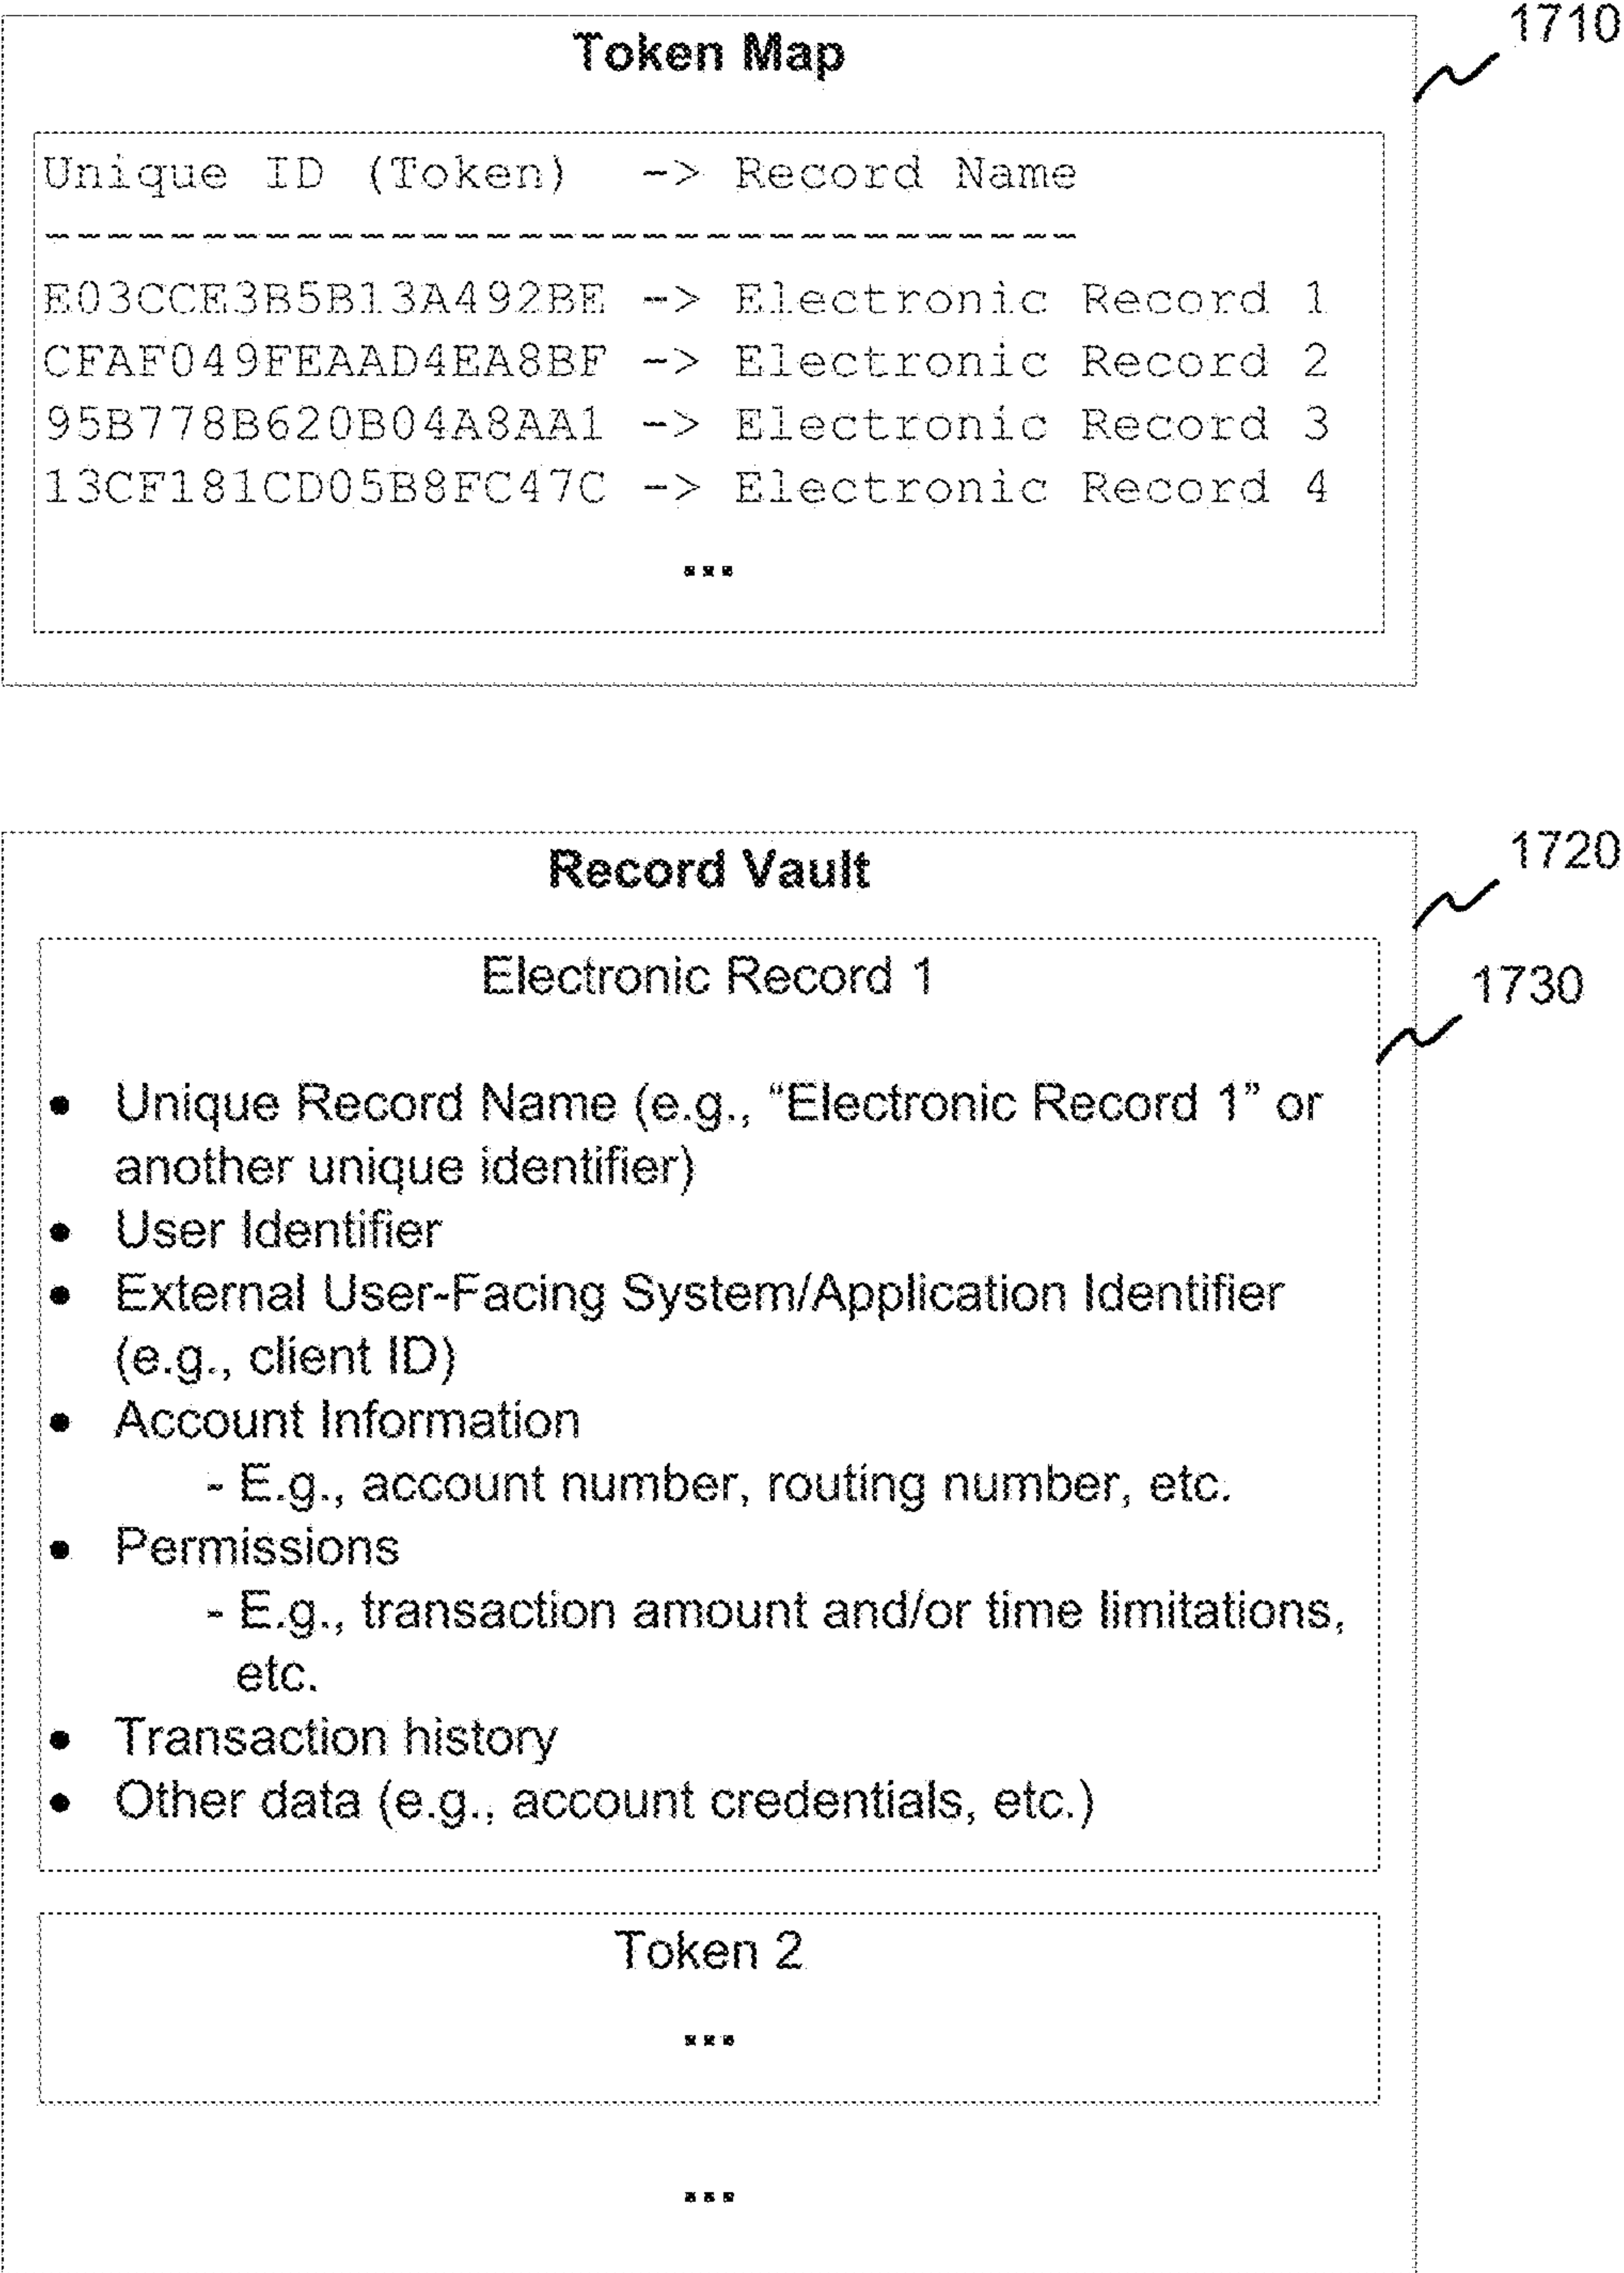 1710
Token Map
Unique ID (Token) -> Record Name
---------------------------------
E03CCE3B5B13A492BE -> Electronic Record 1
CFAF049FEAAD4EA8BF -> Electronic Record 2
95B778B620B04A8AA1 -> Electronic Record 3
13CF181CD05B8FC47C -> Electronic Record 4
...
1720
Record Vault
1730
Electronic Record 1
• Unique Record Name (e.g., “Electronic Record 1” or
another unique identifier)
• User Identifier
• External User-Facing System/Application Identifier
(e.g., client ID)
• Account Information
- E.g., account number, routing number, etc.
• Permissions
- E.g., transaction amount and/or time limitations,
etc.
• Transaction history
• Other data (e.g., account credentials, etc.)
Token 2
...
...